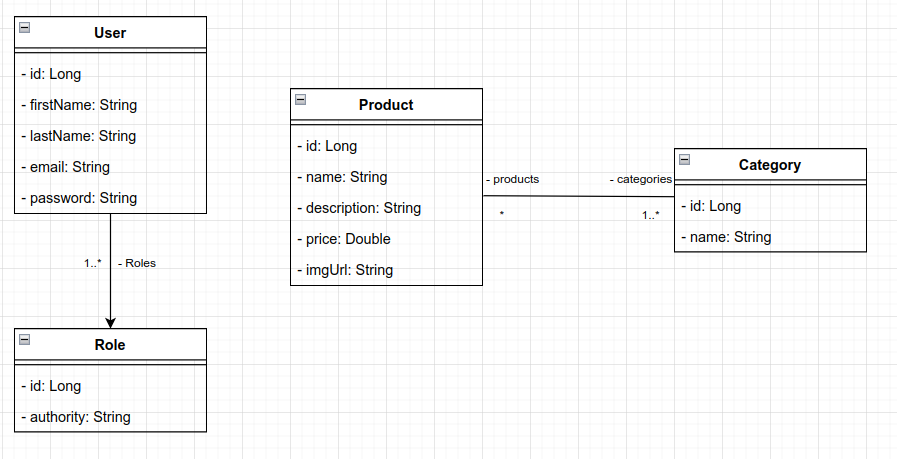 User
- id: Long
- firstName: String
- lastName: String
- email: String
- password: String
1..*
- Roles
Role
- id: Long
- authority: String
Product
- id: Long
- name: String
- description: String
- price: Double
- imgUrl: String
- products
- categories
*
1..*
Category
- id: Long
- name: String